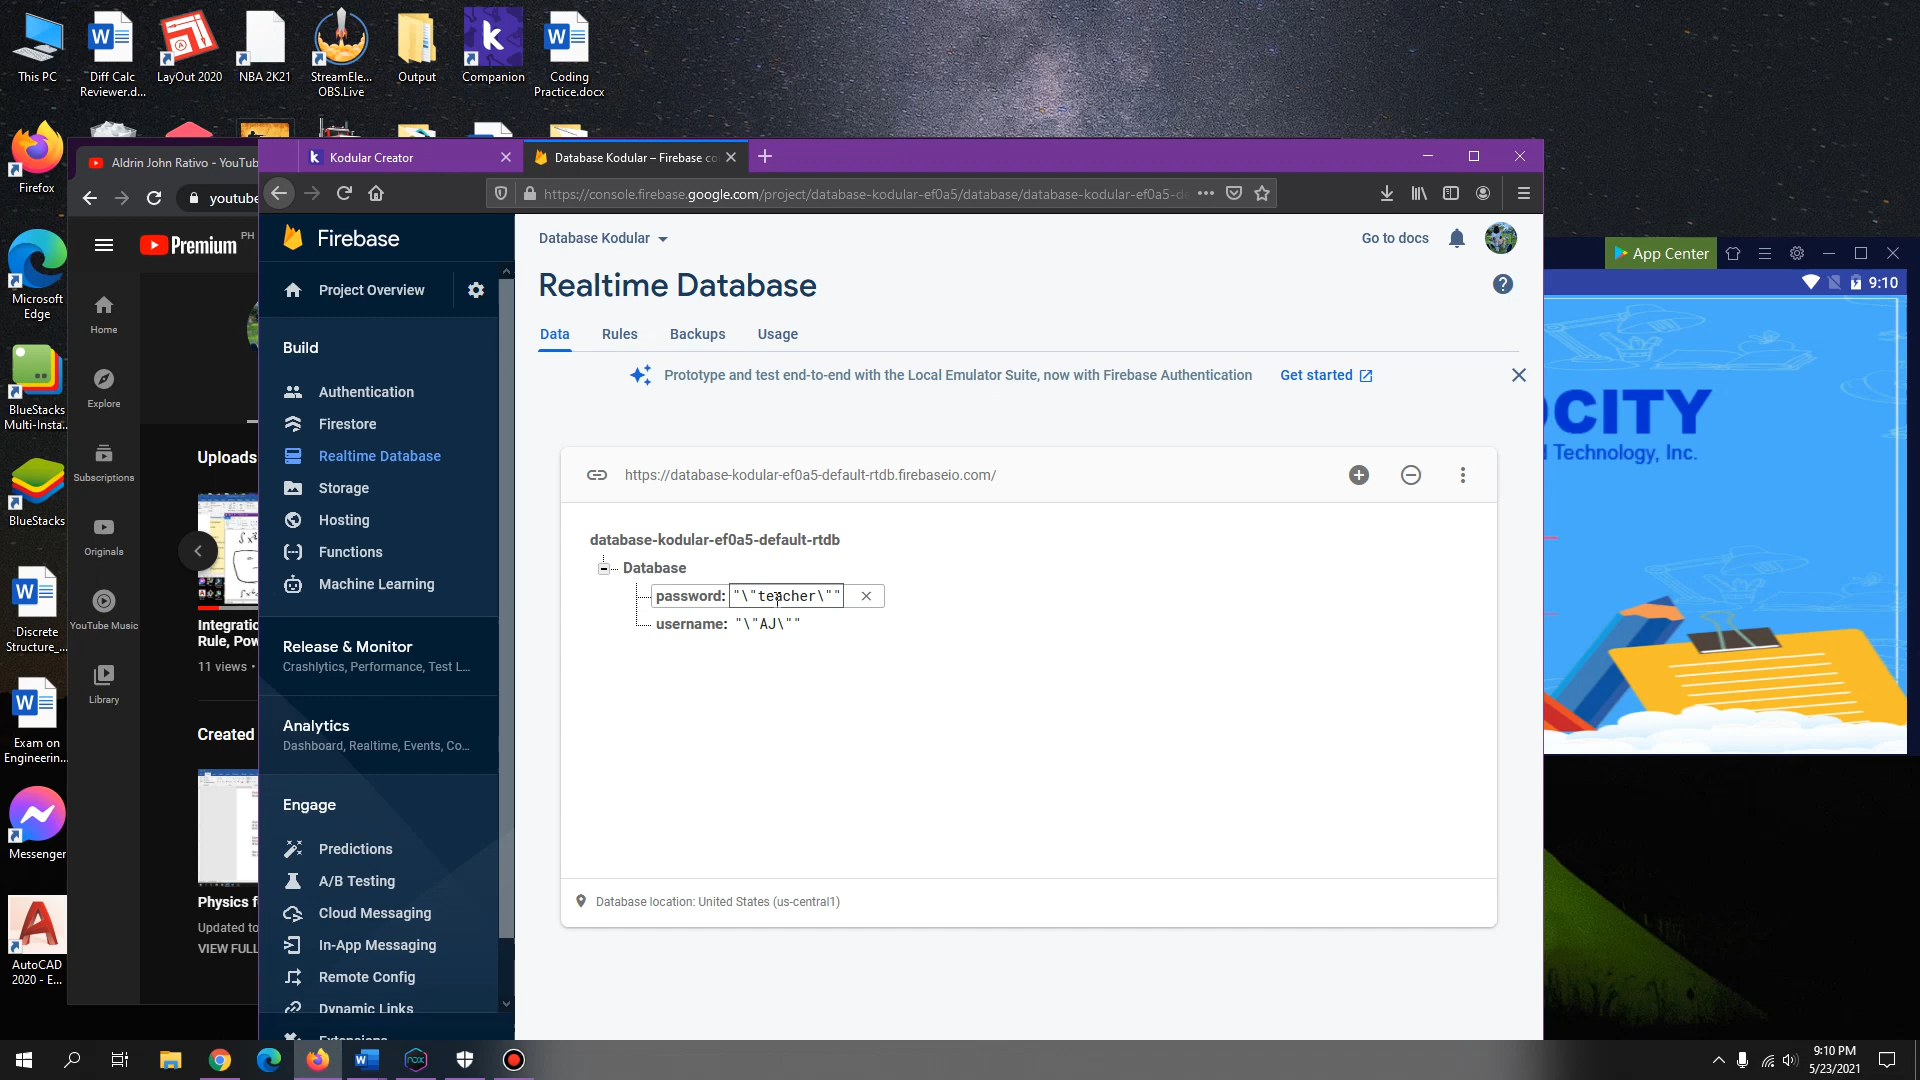 This PC
Diff Calc
Reviewer.d...
LayOut 2020
NBA 2K21
StreamEle...
OBS.Live
Output
Companion
Coding
Practice.docx
Firefox
Microsoft
Edge
BlueStacks
Multi-Insta...
BlueStacks
Discrete
Structure_...
Exam on
Engineerin...
Messenger
AutoCAD
2020 - E...
Aldrin John Rativo - YouTub
youtube
Premium
PH
Home
Explore
Subscriptions
Originals
YouTube Music
Library
Uploads
Integratio
Rule, Pow
11 views •
Created
Physics f
Updated to
VIEW FULL
Kodular Creator
Database Kodular – Firebase co
https://console.firebase.google.com/project/database-kodular-ef0a5/database/database-kodular-ef0a5-de
Firebase
Project Overview
Build
Authentication
Firestore
Realtime Database
Storage
Hosting
Functions
Machine Learning
Release & Monitor
Crashlytics, Performance, Test L...
Analytics
Dashboard, Realtime, Events, Co...
Engage
Predictions
A/B Testing
Cloud Messaging
In-App Messaging
Remote Config
Dynamic Links
Extensions
Database Kodular
Go to docs
Realtime Database
Data
Rules
Backups
Usage
Prototype and test end-to-end with the Local Emulator Suite, now with Firebase Authentication
Get started
https://database-kodular-ef0a5-default-rtdb.firebaseio.com/
database-kodular-ef0a5-default-rtdb
Database
password: "\"teacher\""
username: "\"AJ\""
Database location: United States (us-central1)
App Center
9:10
OCITY
d Technology, Inc.
nox
9:10 PM
5/23/2021